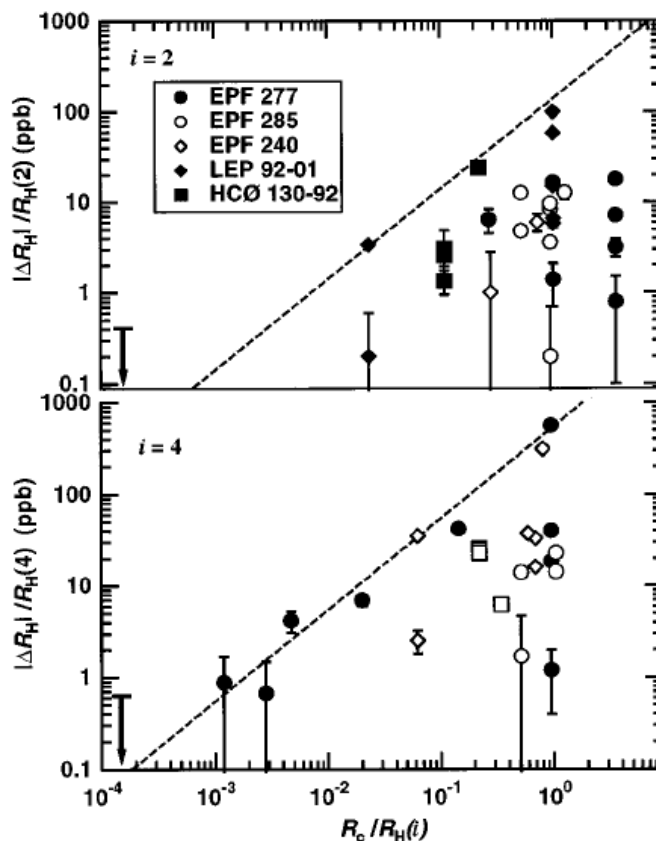 1000
i = 2
EPF 277
EPF 285
EPF 240
LEP 92-01
HCØ 130-92
100
10
1
0.1
|ΔR_H|/R_H(2) (ppb)
1000
i = 4
100
10
1
0.1
|ΔR_H|/R_H(4) (ppb)
10^-4
10^-3
10^-2
10^-1
10^0
R_c/R_H(i)